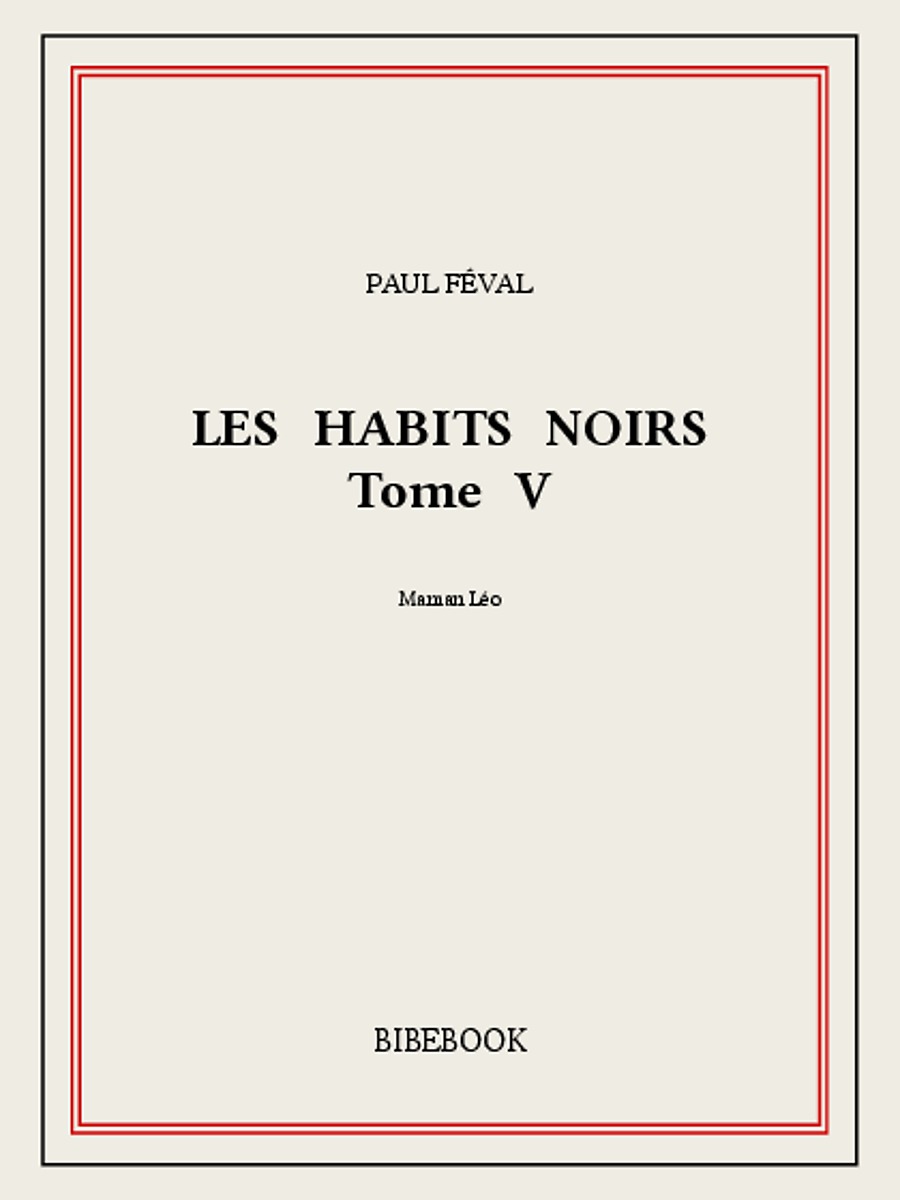 PAUL FÉVAL
LES HABITS NOIRS
Tome V
Maman Léo
BIBEBOOK